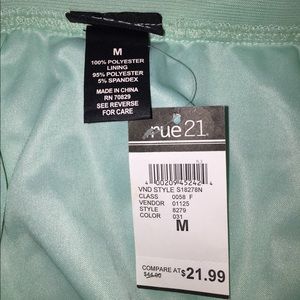 M
100% POLYESTER
LINING
95% POLYESTER
5% SPANDEX
MADE IN CHINA
RN 70829
SEE REVERSE
FOR CARE
rue21
VND STYLE S18278N
CLASS 0058 F
VENDOR 01125
STYLE 8279
COLOR 031
M
COMPARE AT $21.99